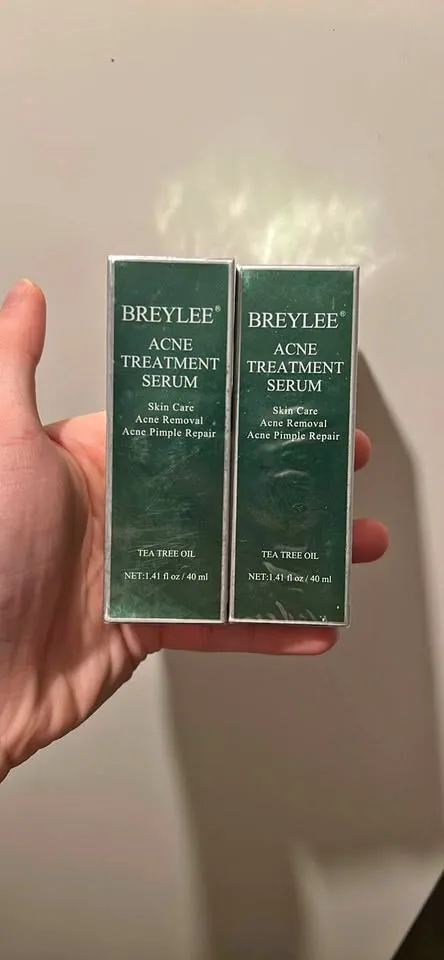 BREYLEE®
ACNE
TREATMENT
SERUM
Skin Care
Acne Removal
Acne Pimple Repair
TEA TREE OIL
NET:1.41 fl oz / 40 ml
BREYLEE®
ACNE
TREATMENT
SERUM
Skin Care
Acne Removal
Acne Pimple Repair
TEA TREE OIL
NET:1.41 fl oz / 40 ml